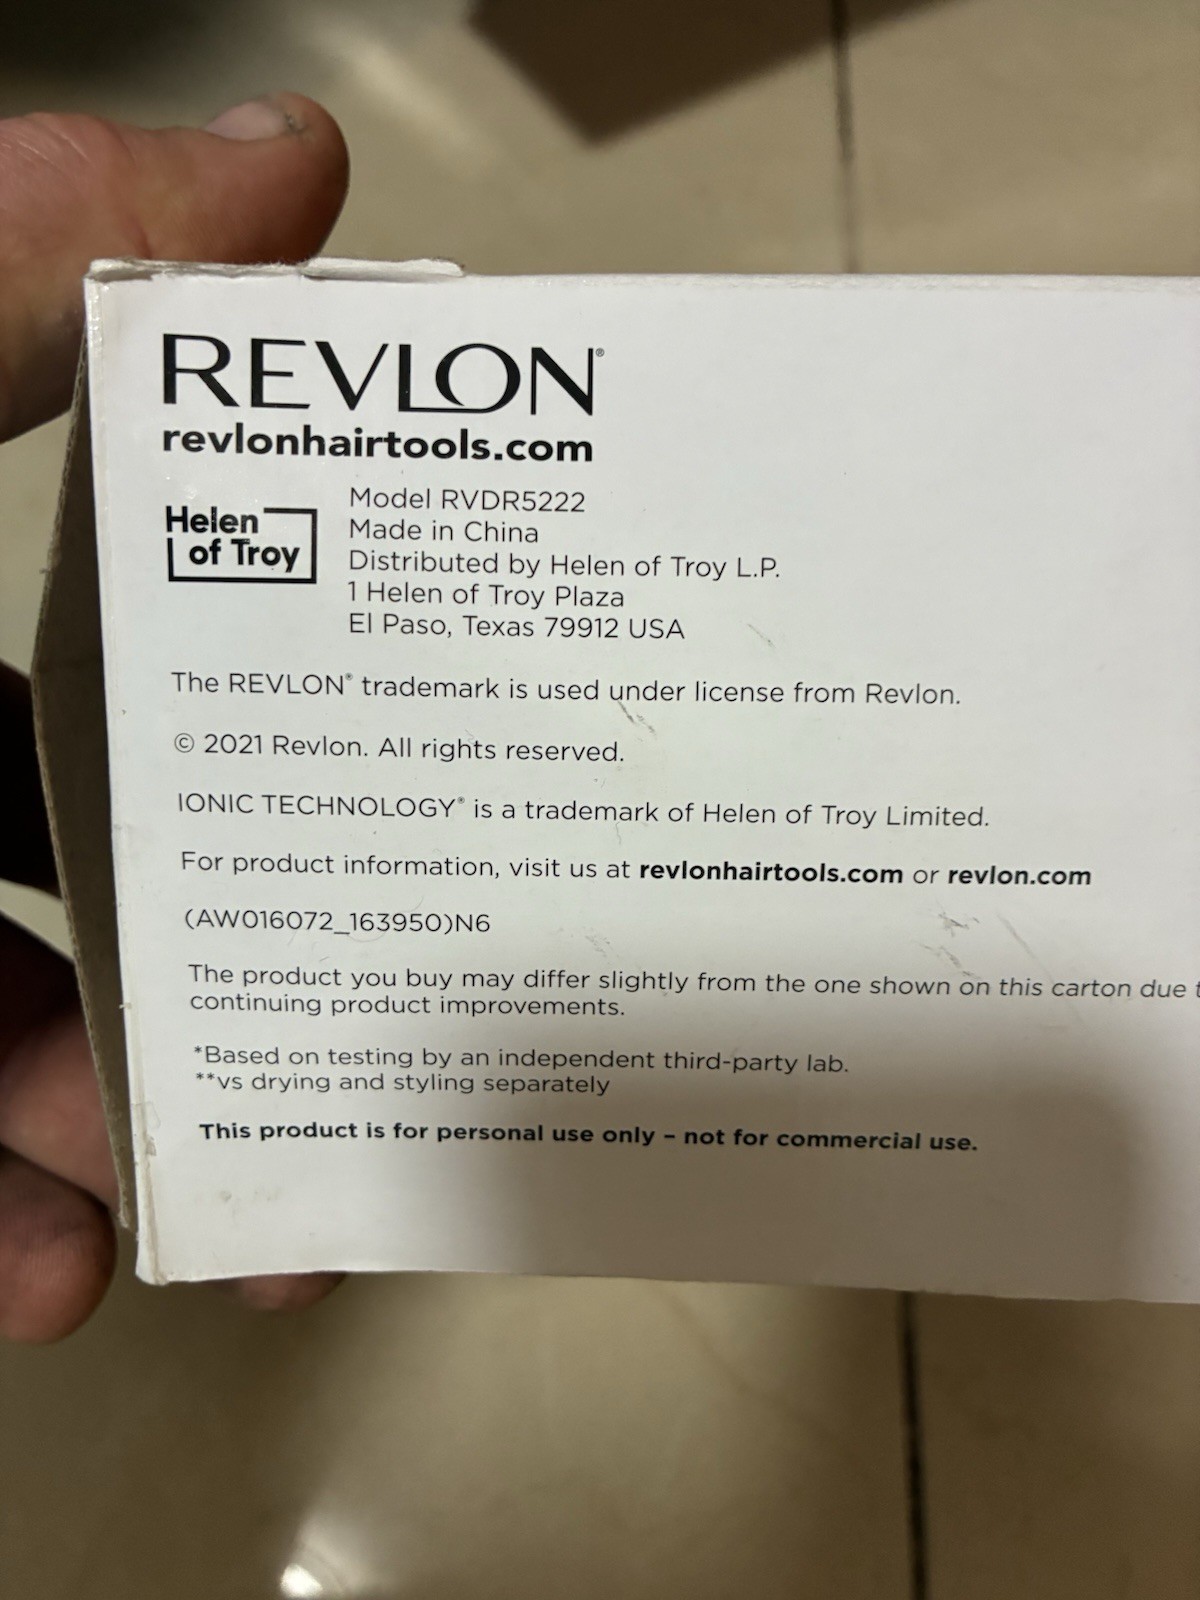 REVLON®
revlonhairtools.com
Helen
of Troy
Model RVDR5222
Made in China
Distributed by Helen of Troy L.P.
1 Helen of Troy Plaza
El Paso, Texas 79912 USA
The REVLON® trademark is used under license from Revlon.
© 2021 Revlon. All rights reserved.
IONIC TECHNOLOGY® is a trademark of Helen of Troy Limited.
For product information, visit us at revlonhairtools.com or revlon.com
(AW016072_163950)N6
The product you buy may differ slightly from the one shown on this carton due
continuing product improvements.
*Based on testing by an independent third-party lab.
**vs drying and styling separately
This product is for personal use only – not for commercial use.